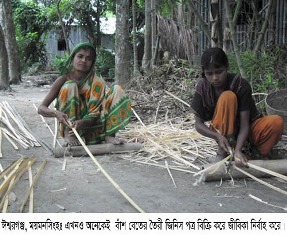 ঈশ্বরগঞ্জ, ময়মনসিংহঃ এখনও অনেকেই বাঁশ বেতের তৈরী জিনিস পত্র বিক্রি করে জীবিকা নির্বাহ করে।